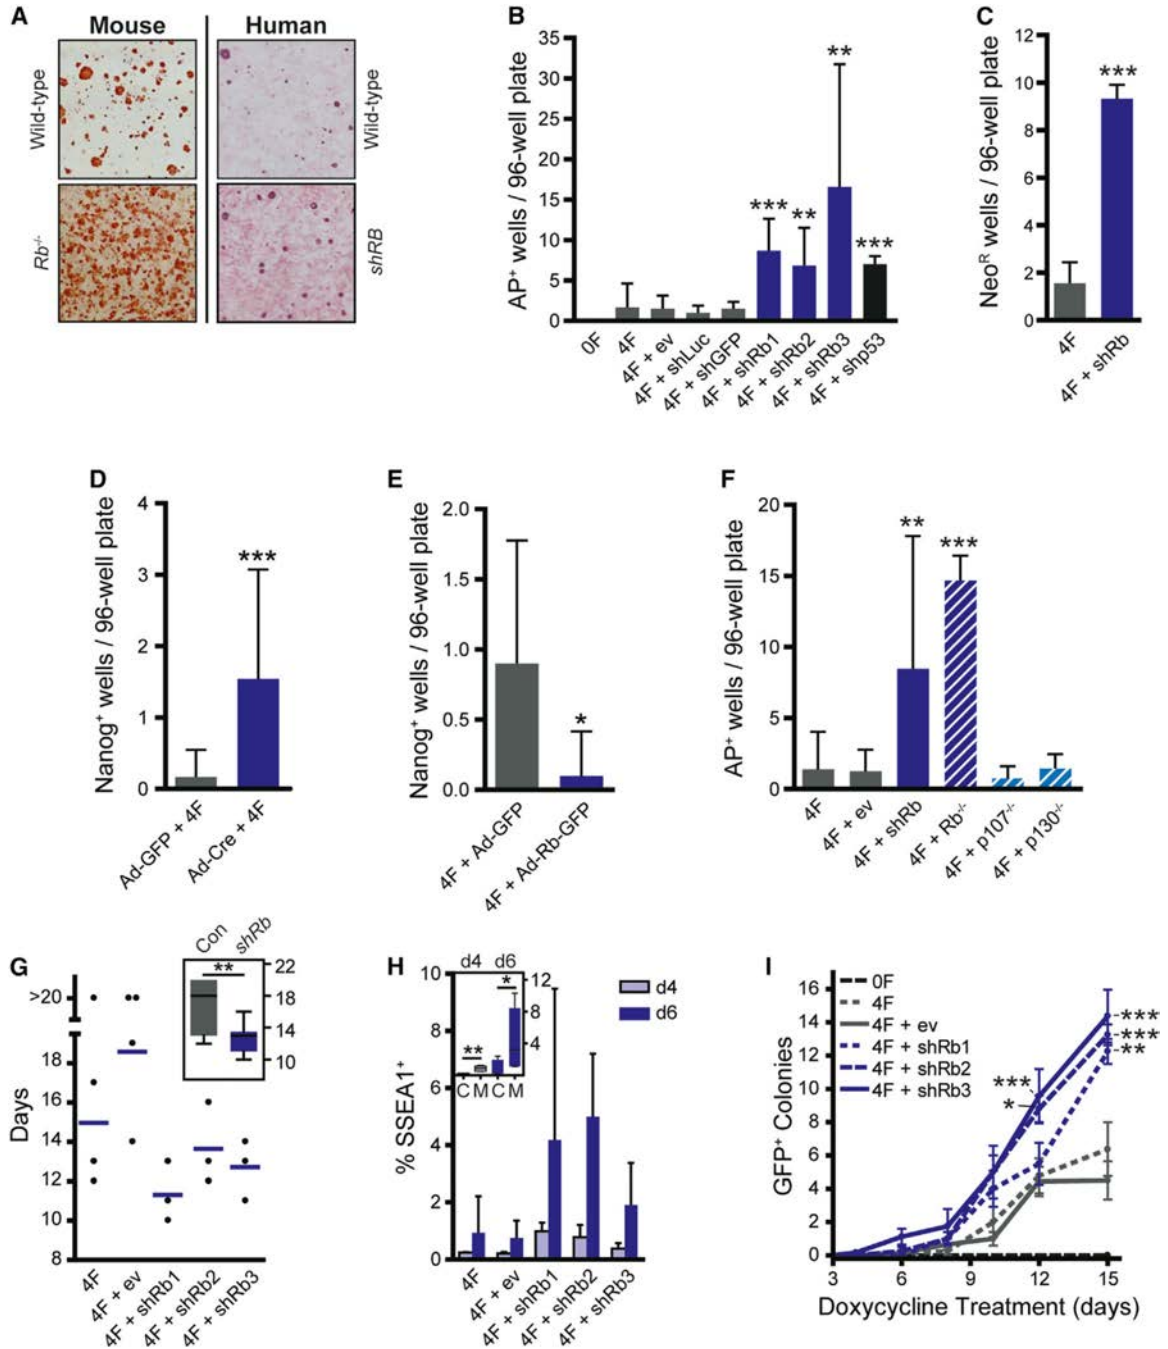 A
Mouse
Human
Wild-type
Wild-type
Rb-/-
shRB
B
AP+ wells / 96-well plate
35
30
25
20
15
10
5
0
***
**
**
***
0F
4F
4F + ev
4F + shLuc
4F + shGFP
4F + shRb1
4F + shRb2
4F + shRb3
4F + shp53
C
NeoR wells / 96-well plate
12
10
8
6
4
2
0
***
4F
4F + shRb
D
Nanog+ wells / 96-well plate
4
3
2
1
0
***
Ad-GFP + 4F
Ad-Cre + 4F
E
Nanog+ wells / 96-well plate
2.0
1.5
1.0
0.5
0.0
*
4F + Ad-GFP
4F + Ad-Rb-GFP
F
AP+ wells / 96-well plate
20
15
10
5
0
**
***
4F
4F + ev
4F + shRb
4F + Rb-/-
4F + p107-/-
4F + p130-/-
G
Days
>20
18
16
14
12
10
8
Con
shRb
**
22
18
14
10
4F
4F + ev
4F + shRb1
4F + shRb2
4F + shRb3
H
% SSEA1+
10
8
6
4
2
0
d4 d6
**
*
12
8
4
C M C M
d4
d6
4F
4F + ev
4F + shRb1
4F + shRb2
4F + shRb3
I
GFP+ Colonies
16
14
12
10
8
6
4
2
0
0F
4F
4F + ev
4F + shRb1
4F + shRb2
4F + shRb3
***
*
***
***
**
3 6 9 12 15
Doxycycline Treatment (days)